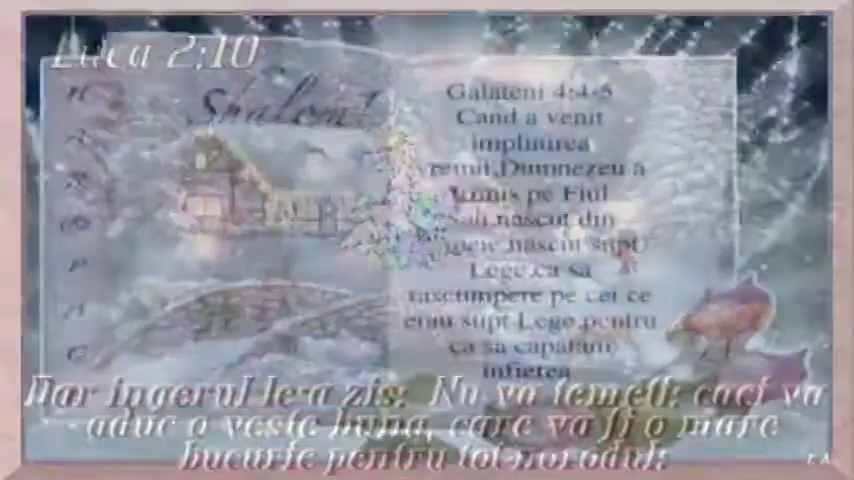 Luca 2:10
Shalom!
Galateni 4:4-5
Cand a venit
implinirea
vremii,Dumnezeu a
trimis pe Fiul
Sau,nascut din
femeie,nascut supt
Lege,ca sa
rascumpere pe cei ce
erau supt Lege,pentru
ca sa capatam
infierea
Dar ingerul le-a zis: Nu va temeti: caci va
aduc o veste buna, care va fi o mare
bucurie pentru tot norodul: